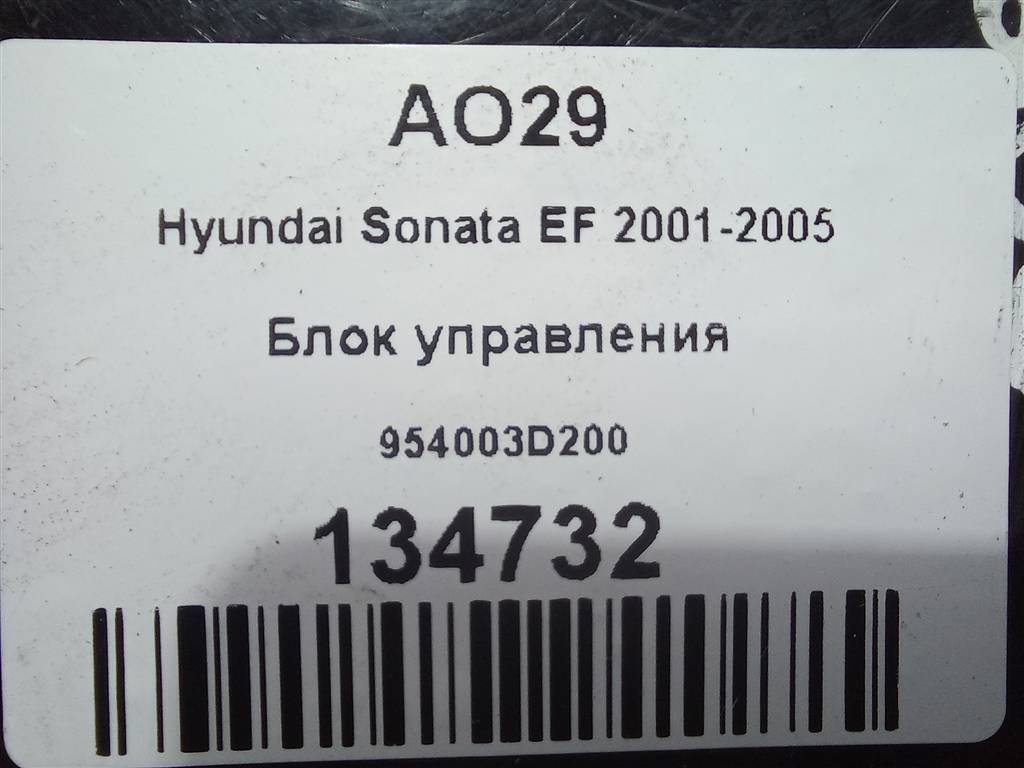 AO29
Hyundai Sonata EF 2001-2005
Блок управления
954003D200
134732